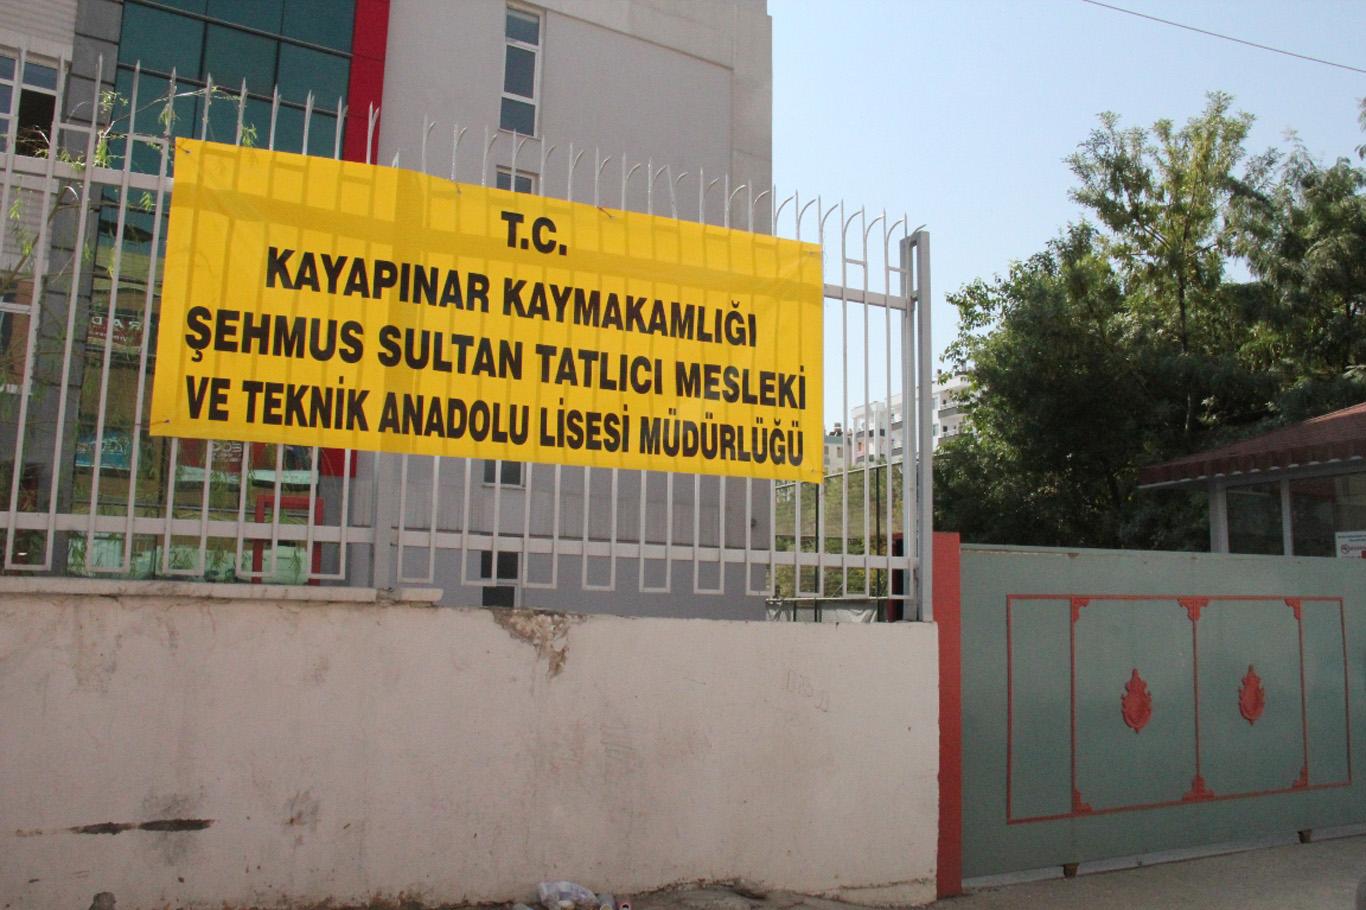 T.C.
KAYAPINAR KAYMAKAMLIĞI
ŞEHMUS SULTAN TATLICI MESLEKİ
VE TEKNİK ANADOLU LİSESİ MÜDÜRLÜĞÜ